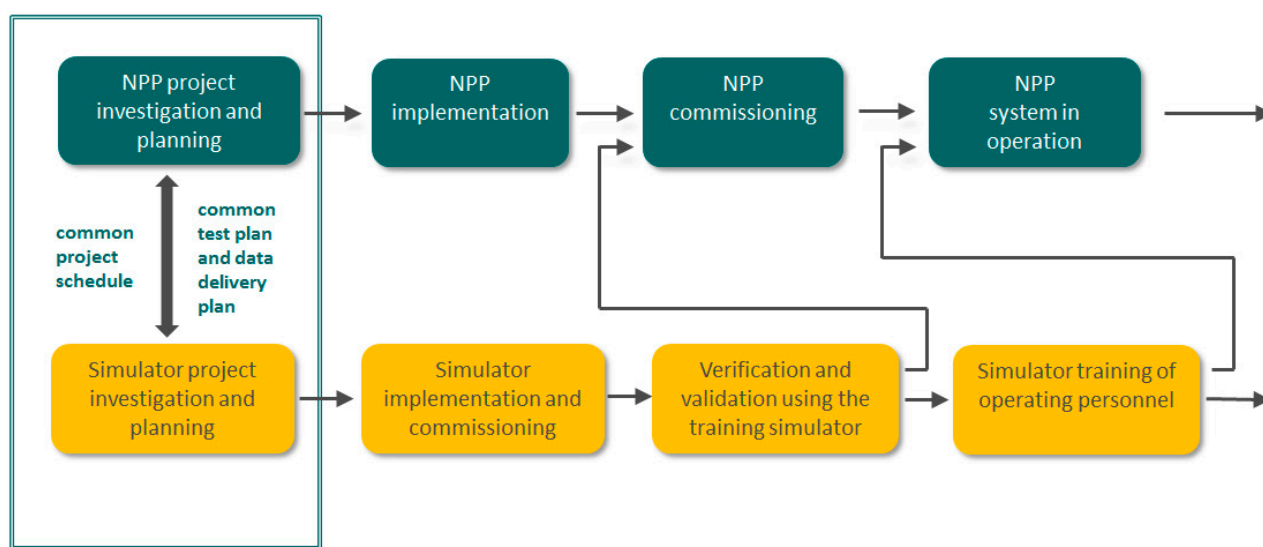 NPP project
investigation and
planning
NPP
implementation
NPP
commissioning
NPP
system in
operation
common
project
schedule
common
test plan
and data
delivery
plan
Simulator project
investigation and
planning
Simulator
implementation and
commissioning
Verification and
validation using the
training simulator
Simulator training of
operating personnel